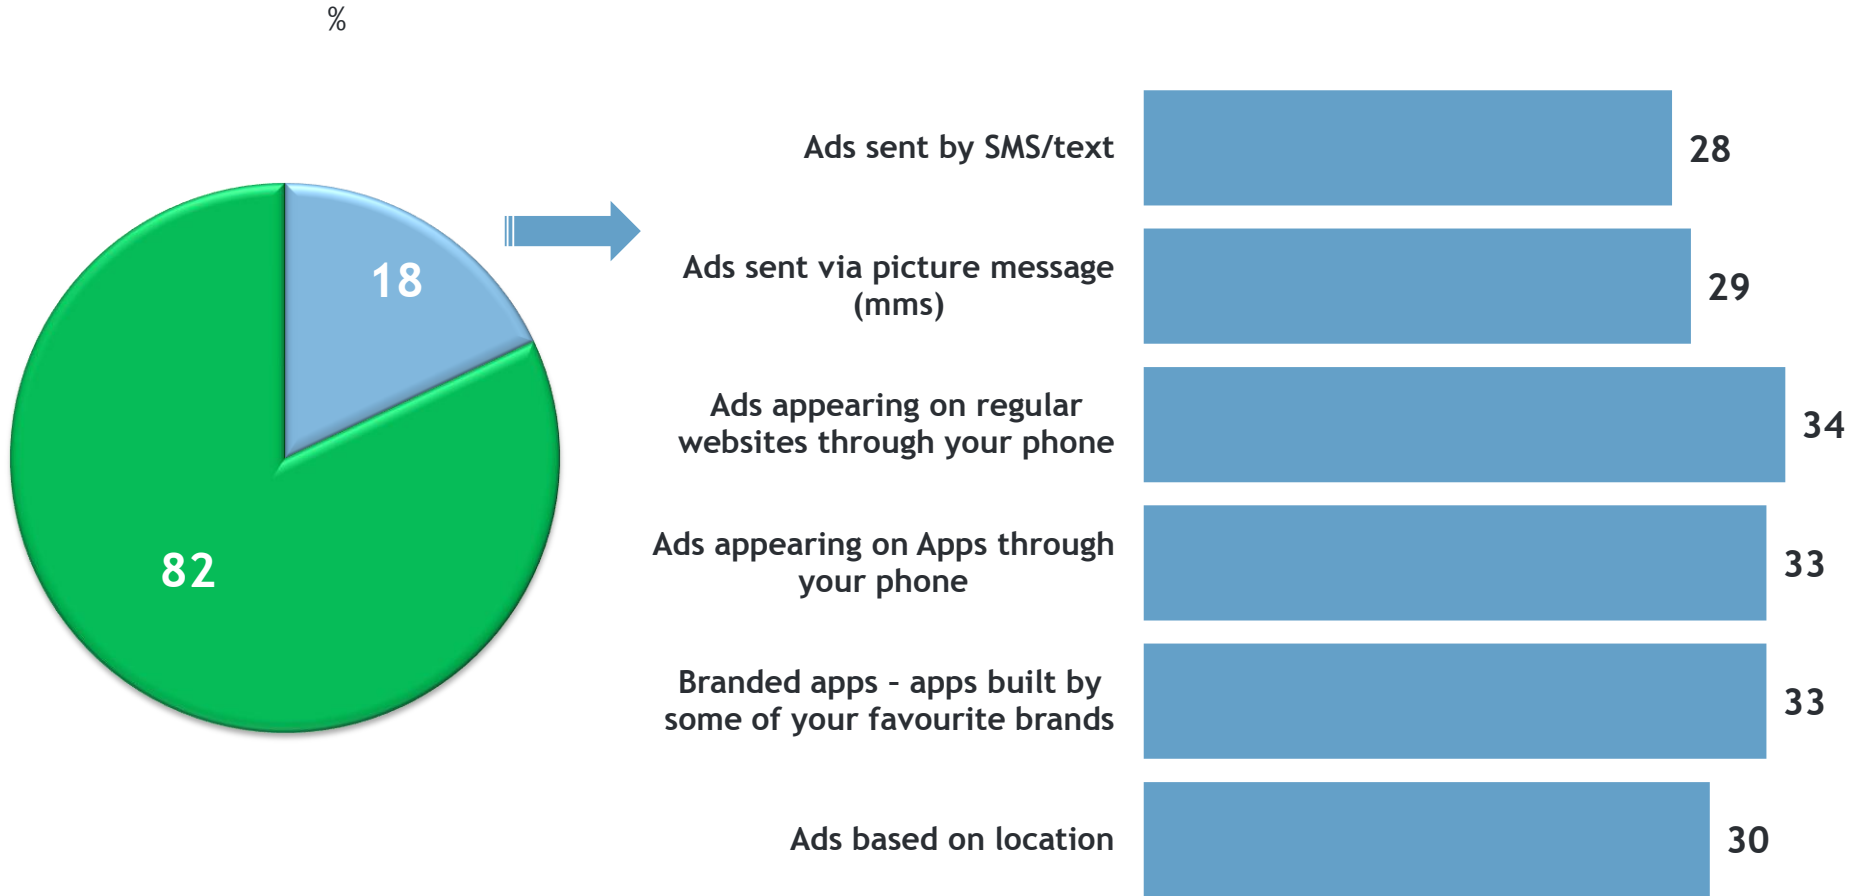 %
18
82
Ads sent by SMS/text
28
Ads sent via picture message
(mms)
29
Ads appearing on regular
websites through your phone
34
Ads appearing on Apps through
your phone
33
Branded apps – apps built by
some of your favourite brands
33
Ads based on location
30